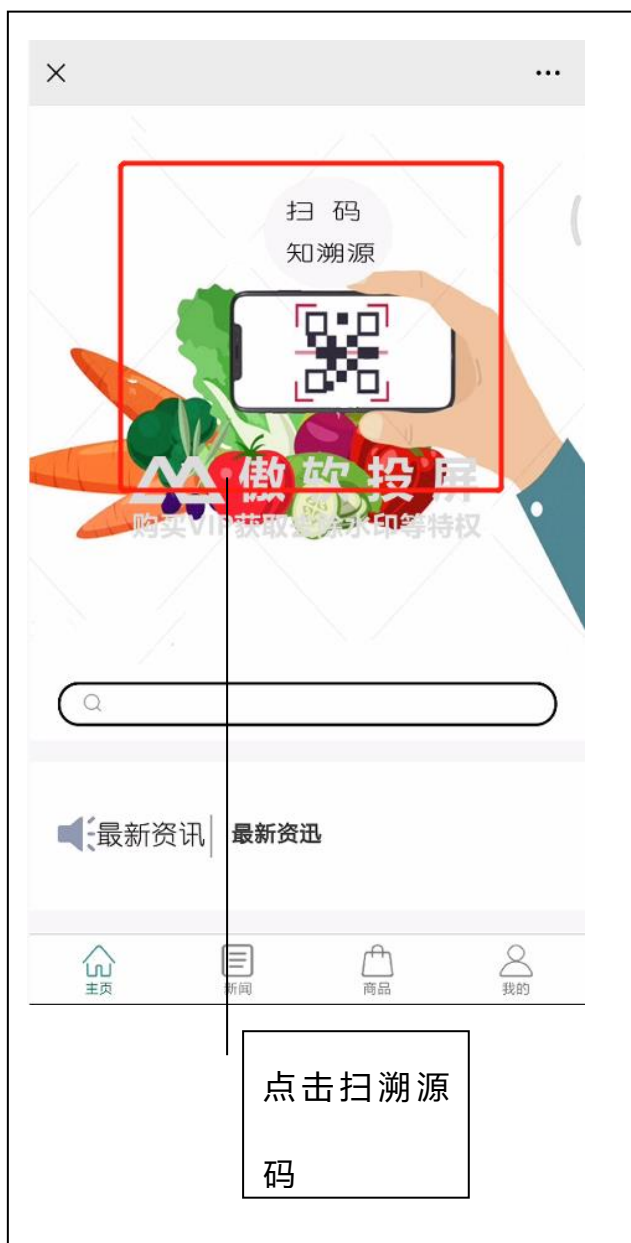 扫 码
知溯源
傲软投屏
购买VIP获取去除水印等特权
最新资讯
最新资迅
主页
新闻
商品
我的
点击扫溯源
码